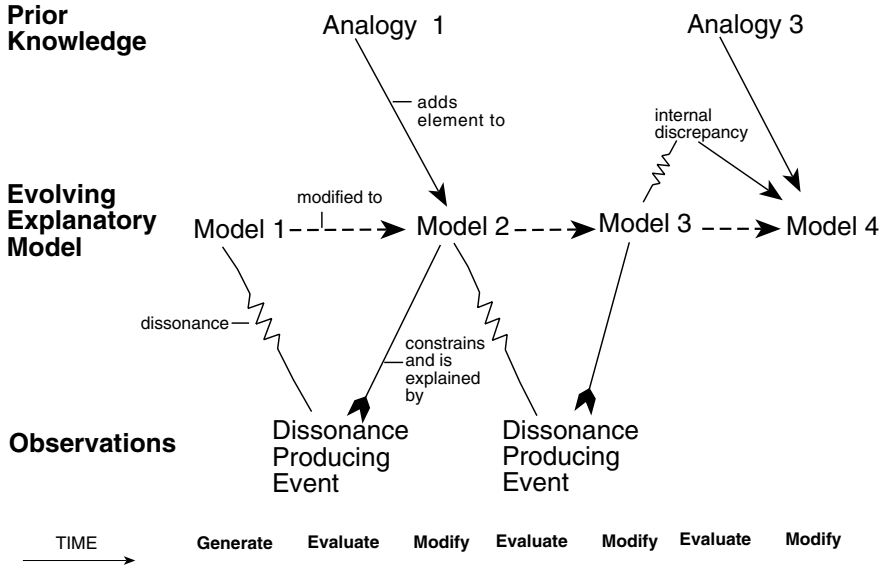 Prior
Knowledge
Analogy 1
Analogy 3
adds
element to
internal
discrepancy
Evolving
Explanatory
Model
modified to
Model 1
Model 2
Model 3
Model 4
dissonance
constrains
and is
explained
by
Observations
Dissonance
Producing
Event
Dissonance
Producing
Event
TIME
Generate
Evaluate
Modify
Evaluate
Modify
Evaluate
Modify